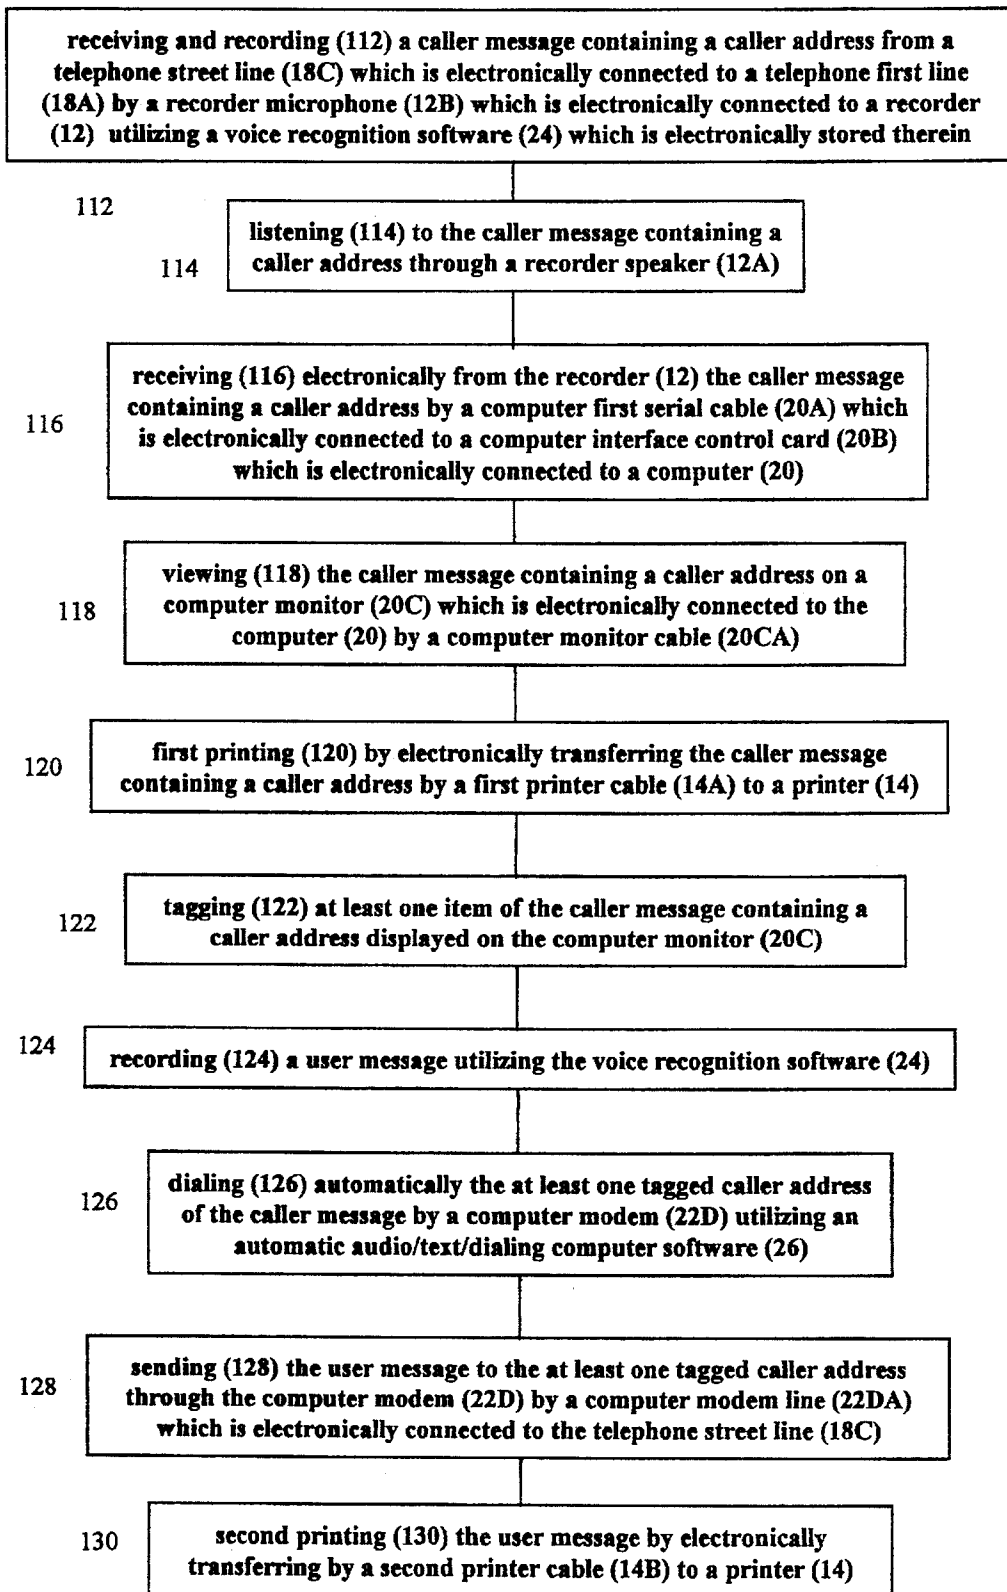 receiving and recording (112) a caller message containing a caller address from a
telephone street line (18C) which is electronically connected to a telephone first line
(18A) by a recorder microphone (12B) which is electronically connected to a recorder
(12) utilizing a voice recognition software (24) which is electronically stored therein
112
listening (114) to the caller message containing a
caller address through a recorder speaker (12A)
114
receiving (116) electronically from the recorder (12) the caller message
containing a caller address by a computer first serial cable (20A) which
is electronically connected to a computer interface control card (20B)
which is electronically connected to a computer (20)
116
viewing (118) the caller message containing a caller address on a
computer monitor (20C) which is electronically connected to the
computer (20) by a computer monitor cable (20CA)
118
first printing (120) by electronically transferring the caller message
containing a caller address by a first printer cable (14A) to a printer (14)
120
tagging (122) at least one item of the caller message containing a
caller address displayed on the computer monitor (20C)
122
124
recording (124) a user message utilizing the voice recognition software (24)
dialing (126) automatically the at least one tagged caller address
of the caller message by a computer modem (22D) utilizing an
automatic audio/text/dialing computer software (26)
126
sending (128) the user message to the at least one tagged caller address
through the computer modem (22D) by a computer modem line (22DA)
which is electronically connected to the telephone street line (18C)
128
second printing (130) the user message by electronically
transferring by a second printer cable (14B) to a printer (14)
130